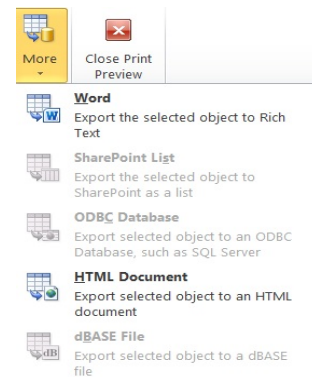 More
Close Print
Preview
Word
Export the selected object to Rich
Text
SharePoint List
Export the selected object to
SharePoint as a list
ODBC Database
Export selected object to an ODBC
Database, such as SQL Server
HTML Document
Export selected object to an HTML
document
dBASE File
Export selected object to a dBASE
file